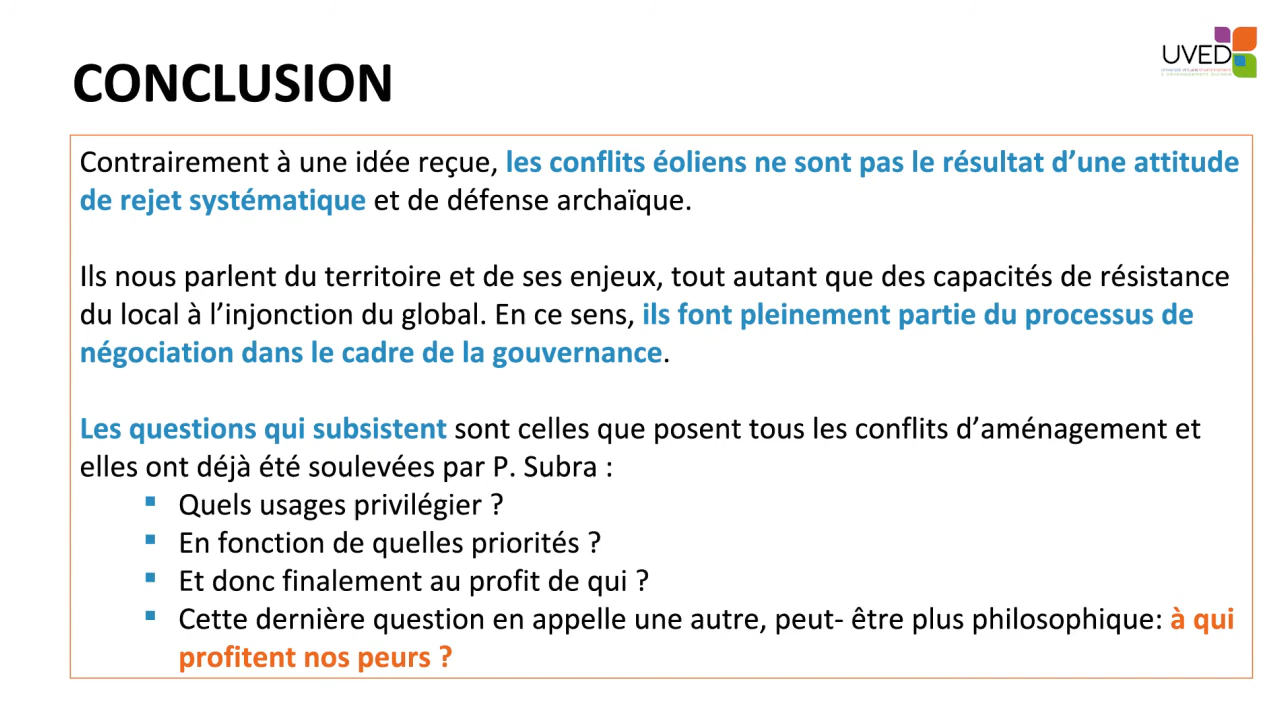 CONCLUSION
UVED
Contrairement à une idée reçue, les conflits éoliens ne sont pas le résultat d’une attitude
de rejet systématique et de défense archaïque.
Ils nous parlent du territoire et de ses enjeux, tout autant que des capacités de résistance
du local à l’injonction du global. En ce sens, ils font pleinement partie du processus de
négociation dans le cadre de la gouvernance.
Les questions qui subsistent sont celles que posent tous les conflits d’aménagement et
elles ont déjà été soulevées par P. Subra :
Quels usages privilégier ?
En fonction de quelles priorités ?
Et donc finalement au profit de qui ?
Cette dernière question en appelle une autre, peut- être plus philosophique: à qui
profitent nos peurs ?